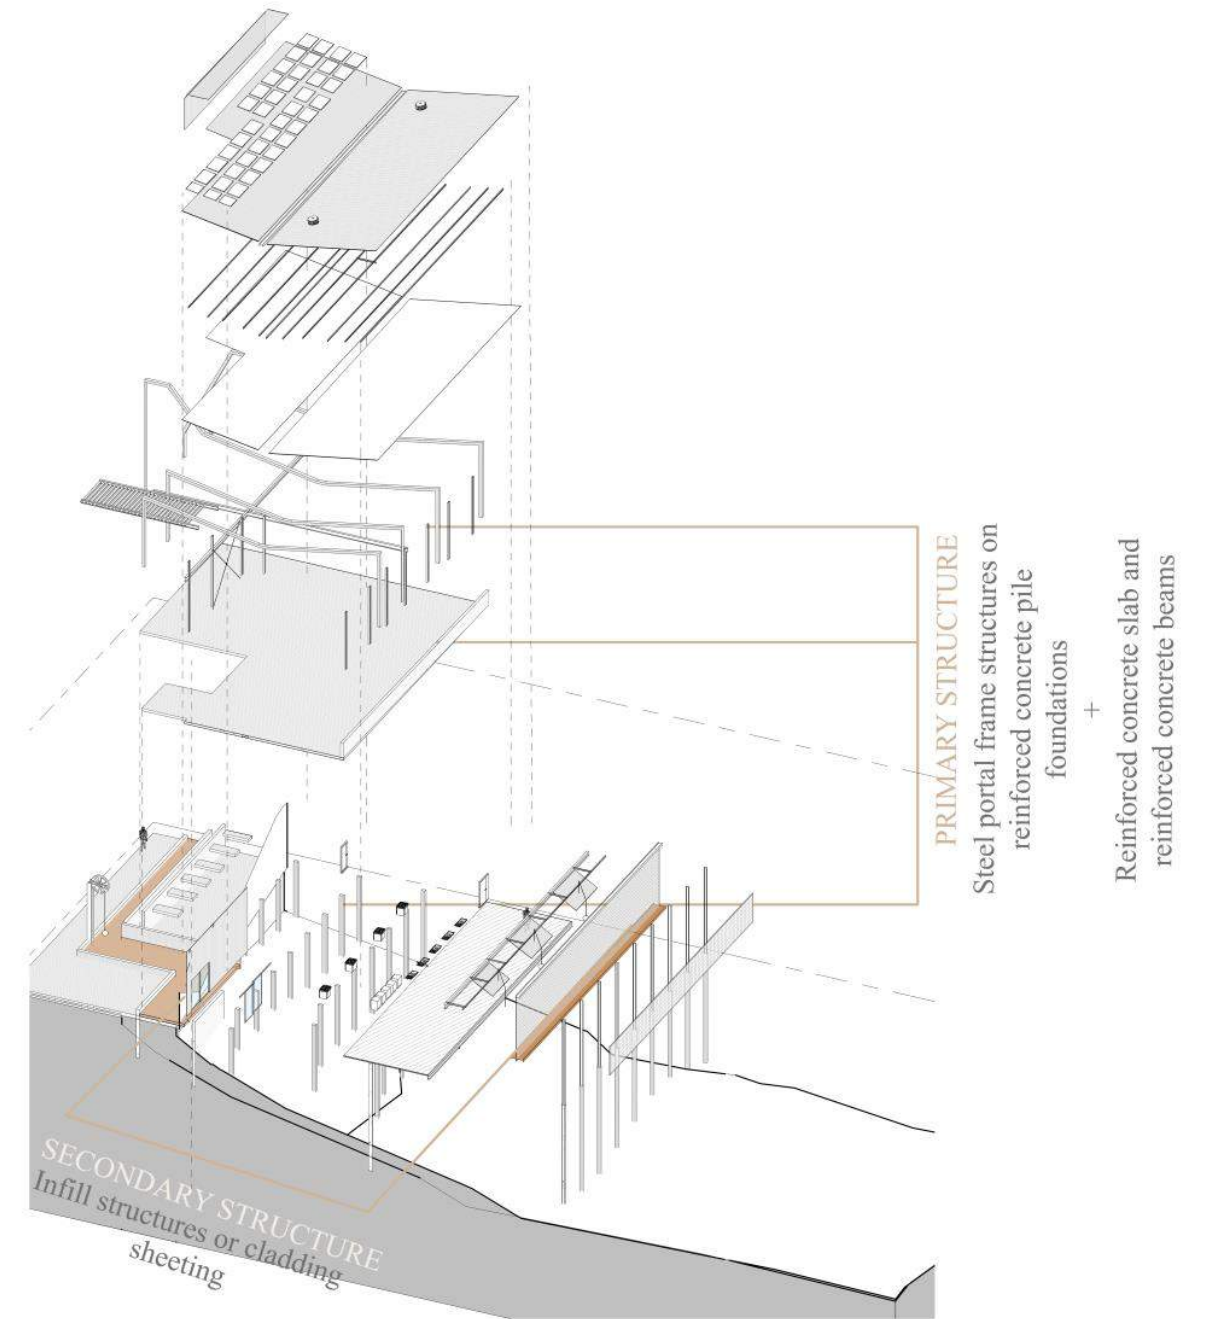 PRIMARY STRUCTURE
Steel portal frame structures on
reinforced concrete pile
foundations
+
Reinforced concrete slab and
reinforced concrete beams
SECONDARY STRUCTURE
Infill structures or cladding
sheeting